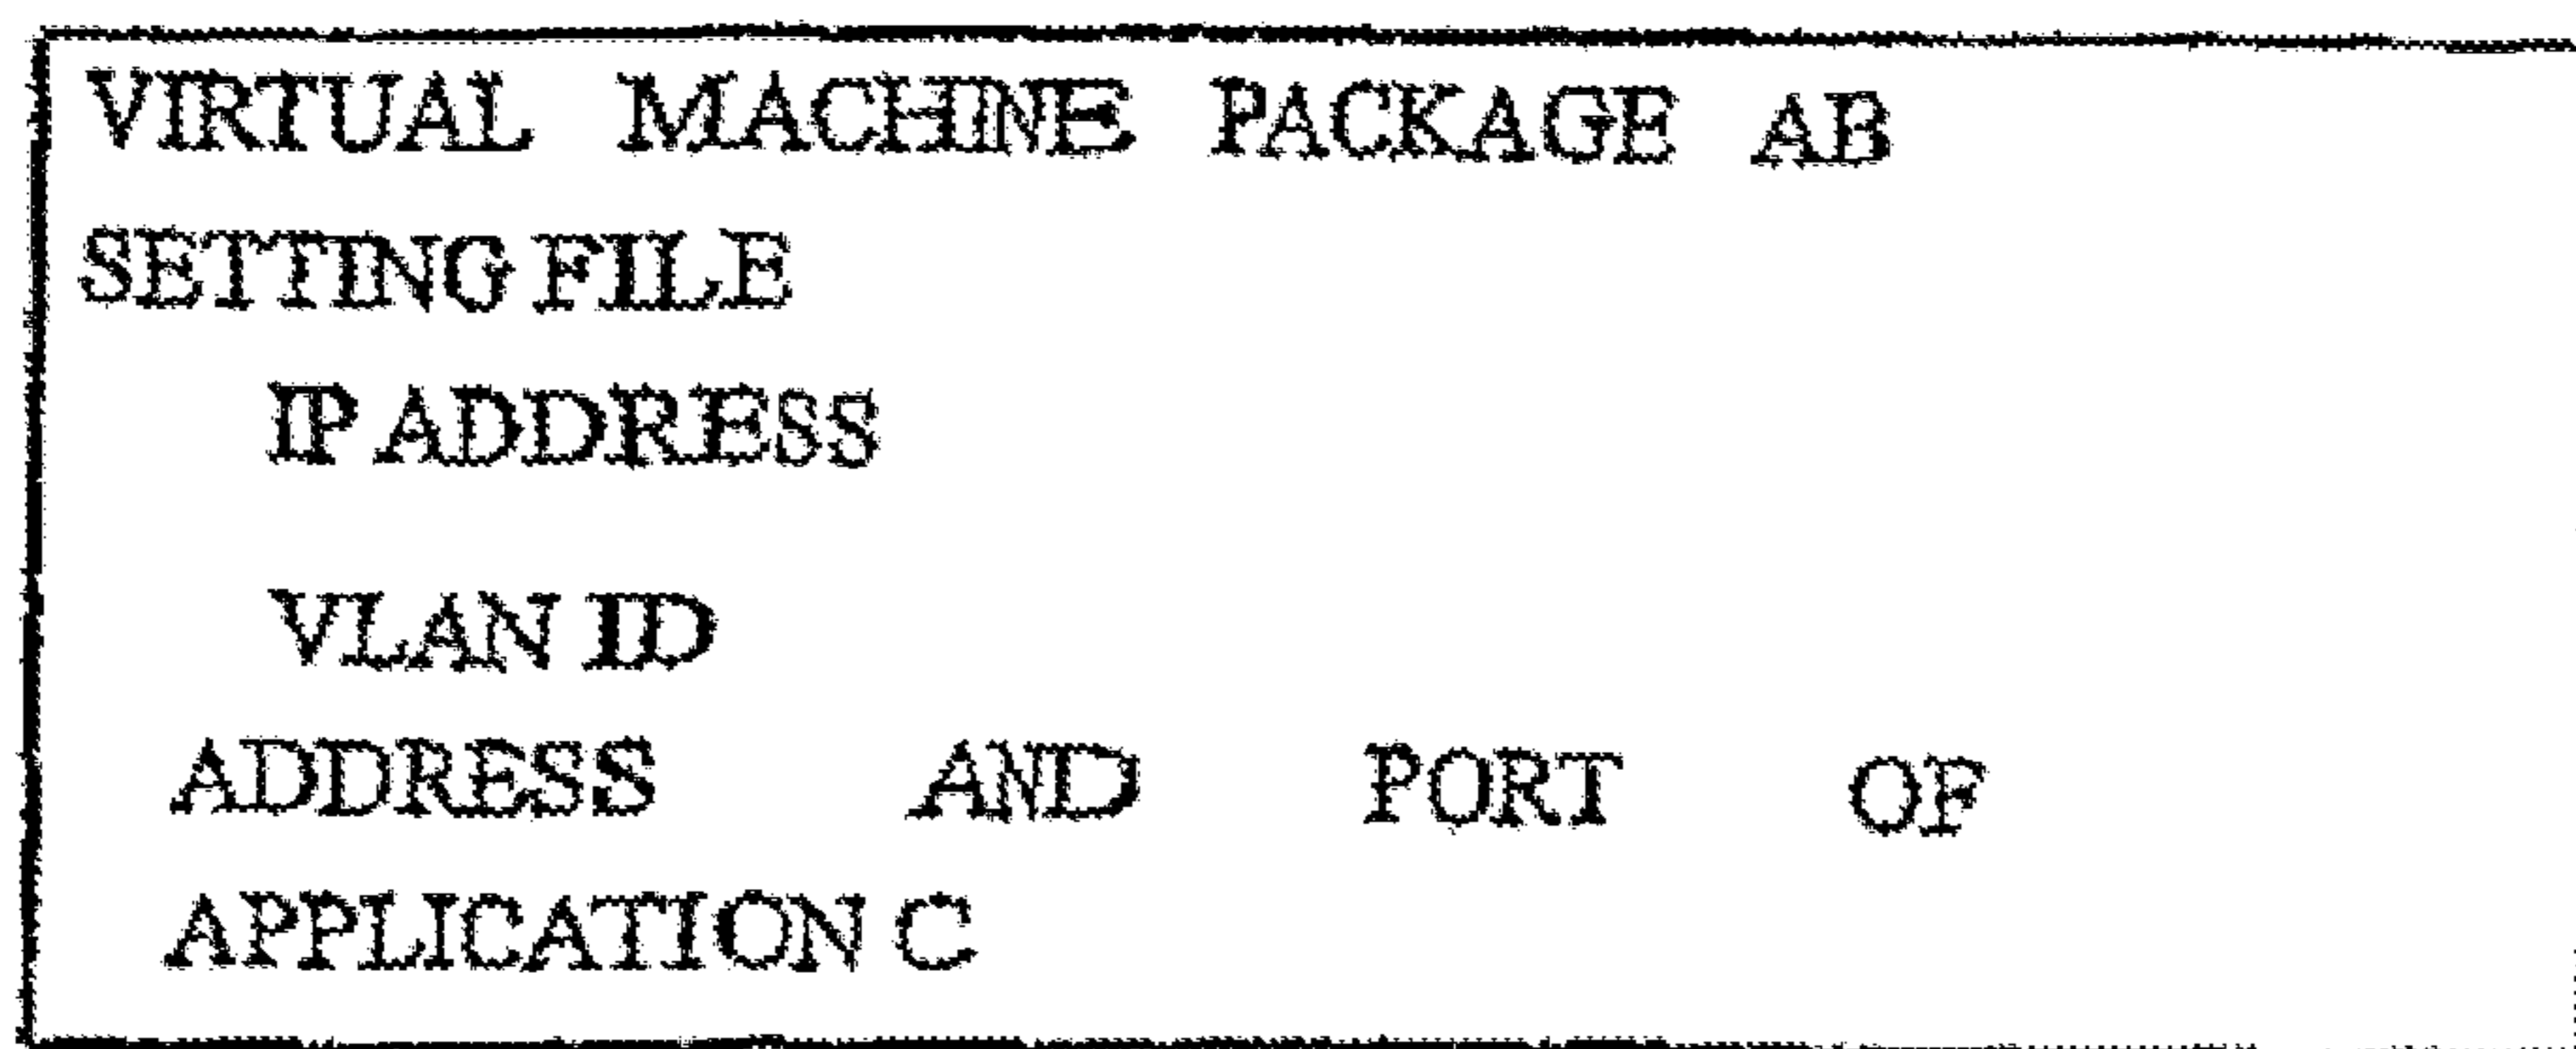 VIRTUAL MACHINE PACKAGE AB
SETTING FILE
IP ADDRESS
VLAN ID
ADDRESS AND PORT OF
APPLICATION C